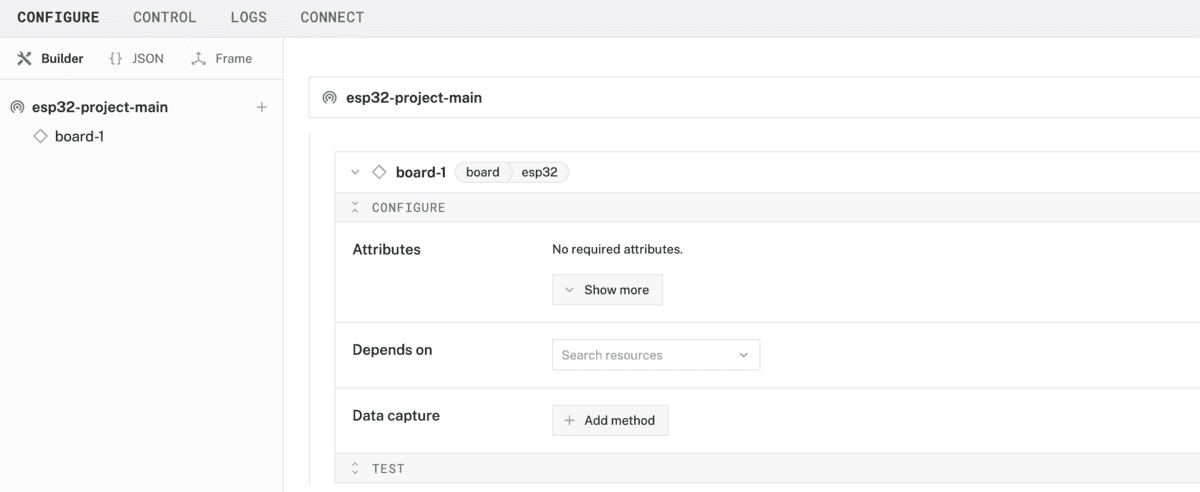 CONFIGURE CONTROL LOGS CONNECT
Builder {} JSON Frame
esp32-project-main +
board-1
esp32-project-main
board-1 board esp32
CONFIGURE
Attributes No required attributes.
Show more
Depends on Search resources
Data capture + Add method
TEST